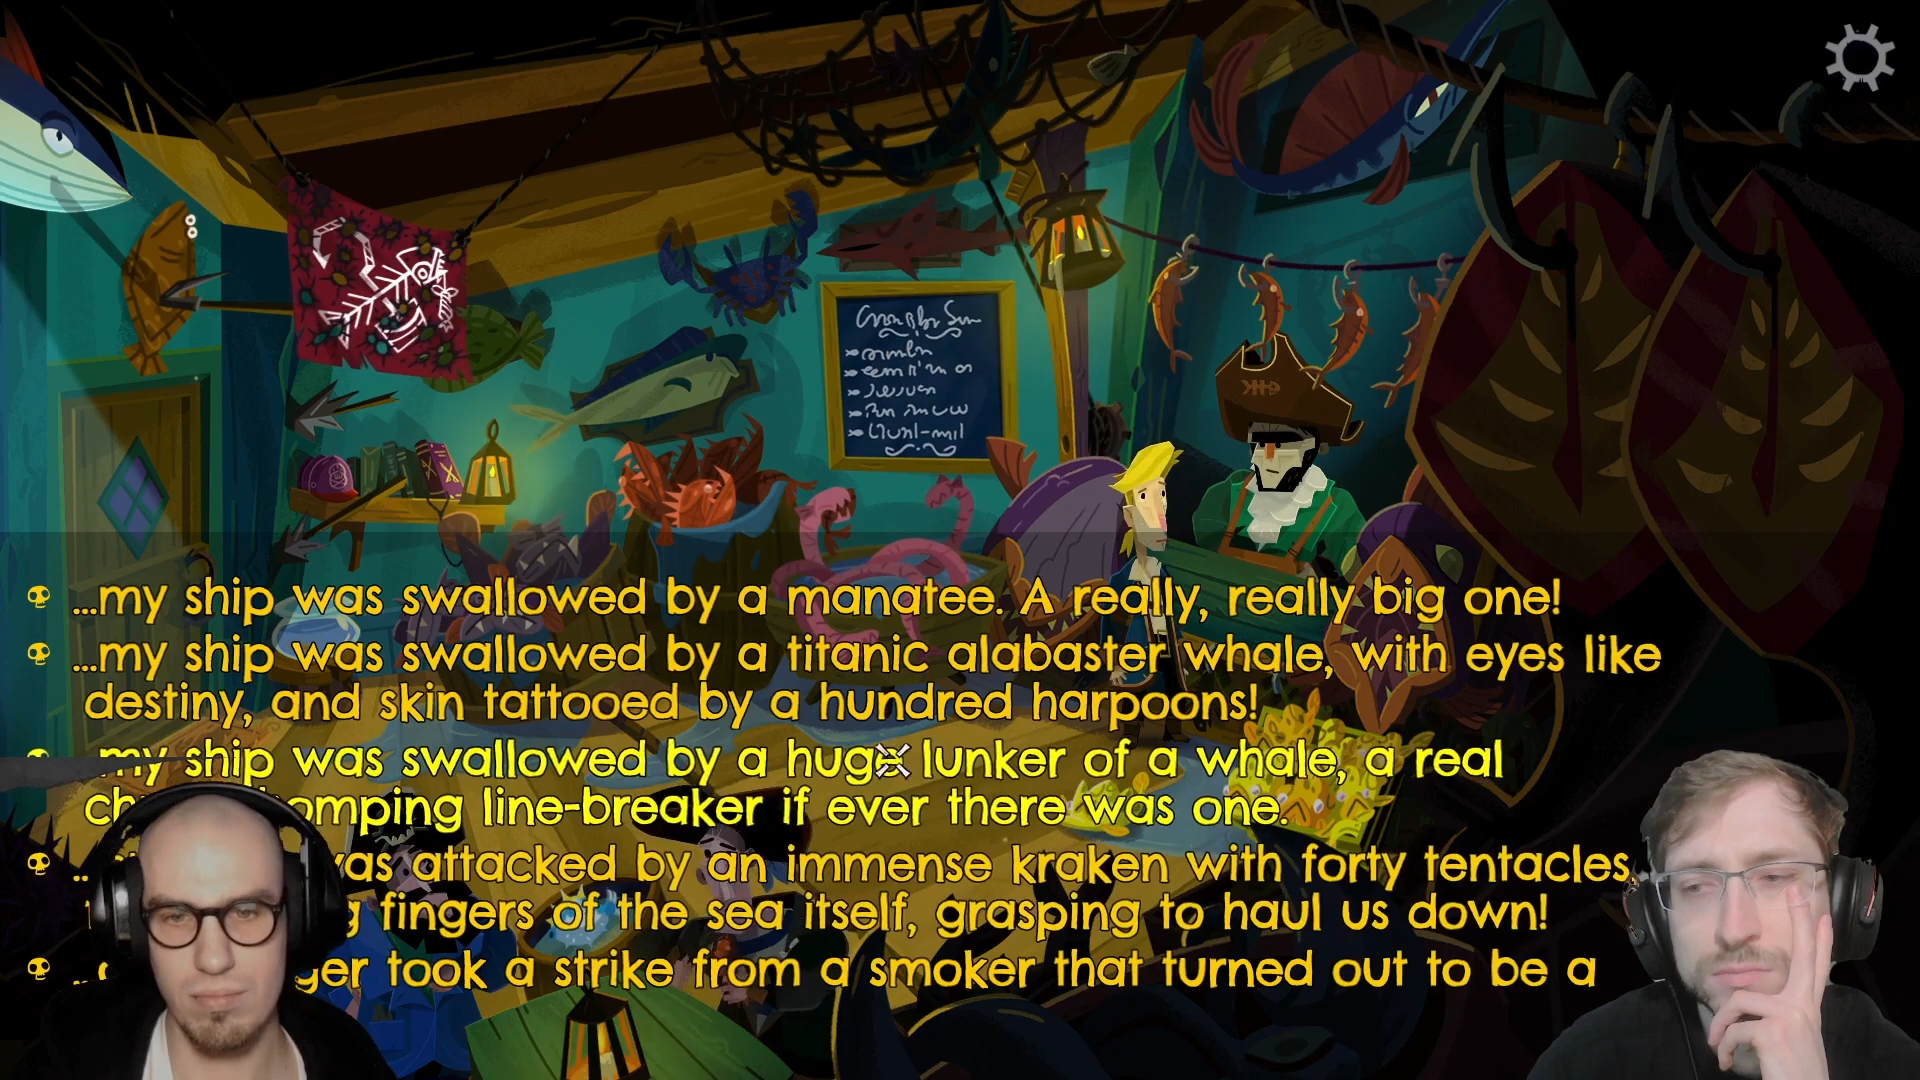 ...my ship was swallowed by a manatee. A really, really big one!
...my ship was swallowed by a titanic alabaster whale, with eyes like
destiny, and skin tattooed by a hundred harpoons!
my ship was swallowed by a huge lunker of a whale, a real
line-breaker if ever there was one.
attacked by an immense kraken with forty tentacles,
fingers of the sea itself, grasping to haul us down!
took a strike from a smoker that turned out to be a